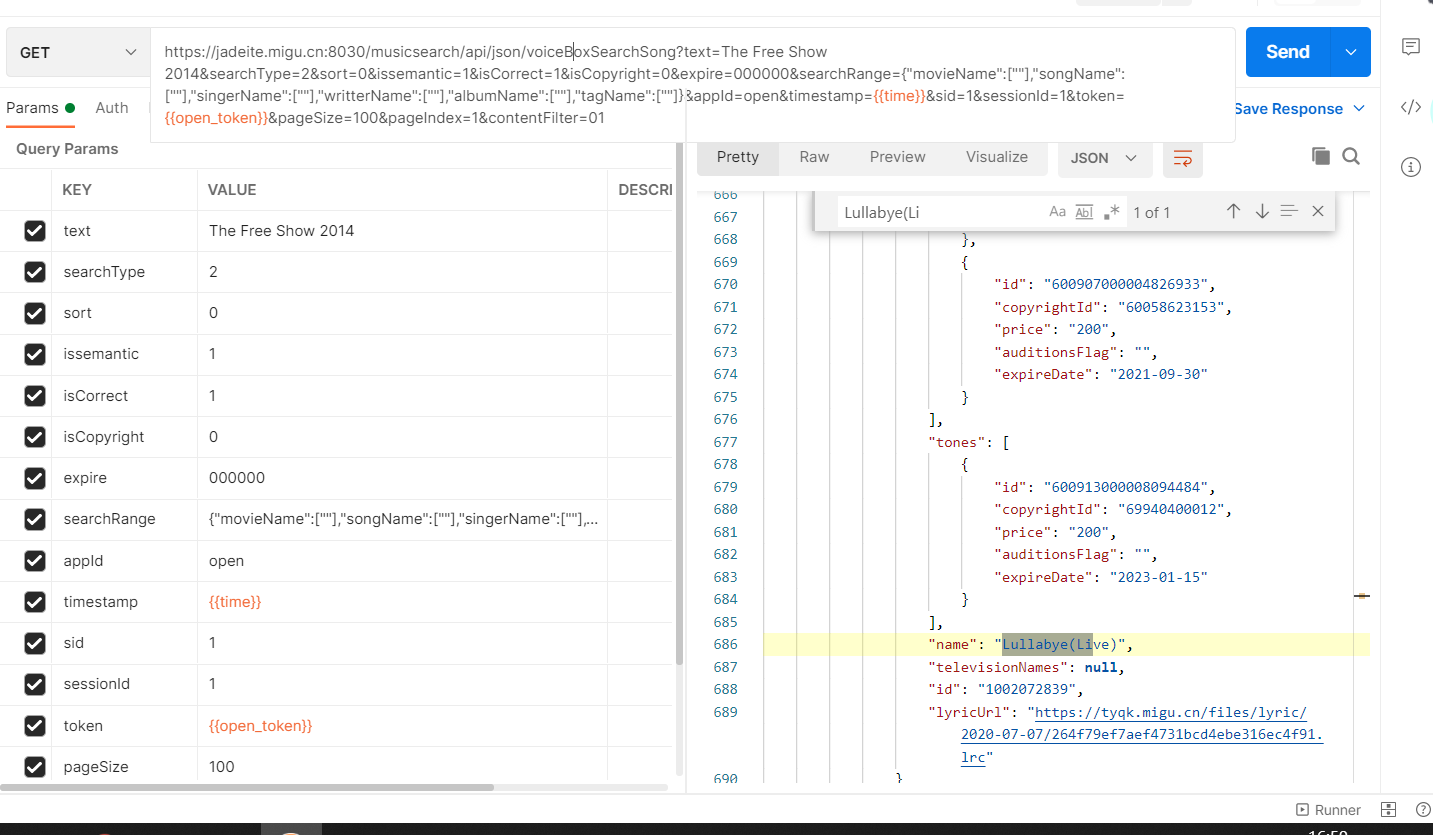 GET
https://jadeite.migu.cn:8030/musicsearch/api/json/voiceBoxSearchSong?text=The Free Show
2014&searchType=2&sort=0&issemantic=1&isCorrect=1&isCopyright=0&expire=000000&searchRange={"movieName":[""],"songName":
[""],"singerName":[""],"writterName":[""],"albumName":[""],"tagName":[""]}&appId=open&timestamp={{time}}&sid=1&sessionId=1&token=
{{open_token}}&pageSize=100&pageIndex=1&contentFilter=01
Send
Params
Auth
Save Response
Query Params
KEY
VALUE
DESCRI
text
The Free Show 2014
searchType
2
sort
0
issemantic
1
isCorrect
1
isCopyright
0
expire
000000
searchRange
{"movieName":[""],"songName":[""],"singerName":[""],...
appId
open
timestamp
{{time}}
sid
1
sessionId
1
token
{{open_token}}
pageSize
100
Pretty
Raw
Preview
Visualize
JSON
Lullabye(Li
Aa
Abl
.*
1 of 1
666
667
668 },
669 {
670 "id": "600907000004826933",
671 "copyrightId": "60058623153",
672 "price": "200",
673 "auditionsFlag": "",
674 "expireDate": "2021-09-30"
675 }
676 ],
677 "tones": [
678 {
679 "id": "600913000008094484",
680 "copyrightId": "69940400012",
681 "price": "200",
682 "auditionsFlag": "",
683 "expireDate": "2023-01-15"
684 }
685 ],
686 "name": "Lullabye(Live)",
687 "televisionNames": null,
688 "id": "1002072839",
689 "lyricUrl": "https://tyqk.migu.cn/files/lyric/
2020-07-07/264f79ef7aef4731bcd4ebe316ec4f91.
lrc"
690 }
Runner